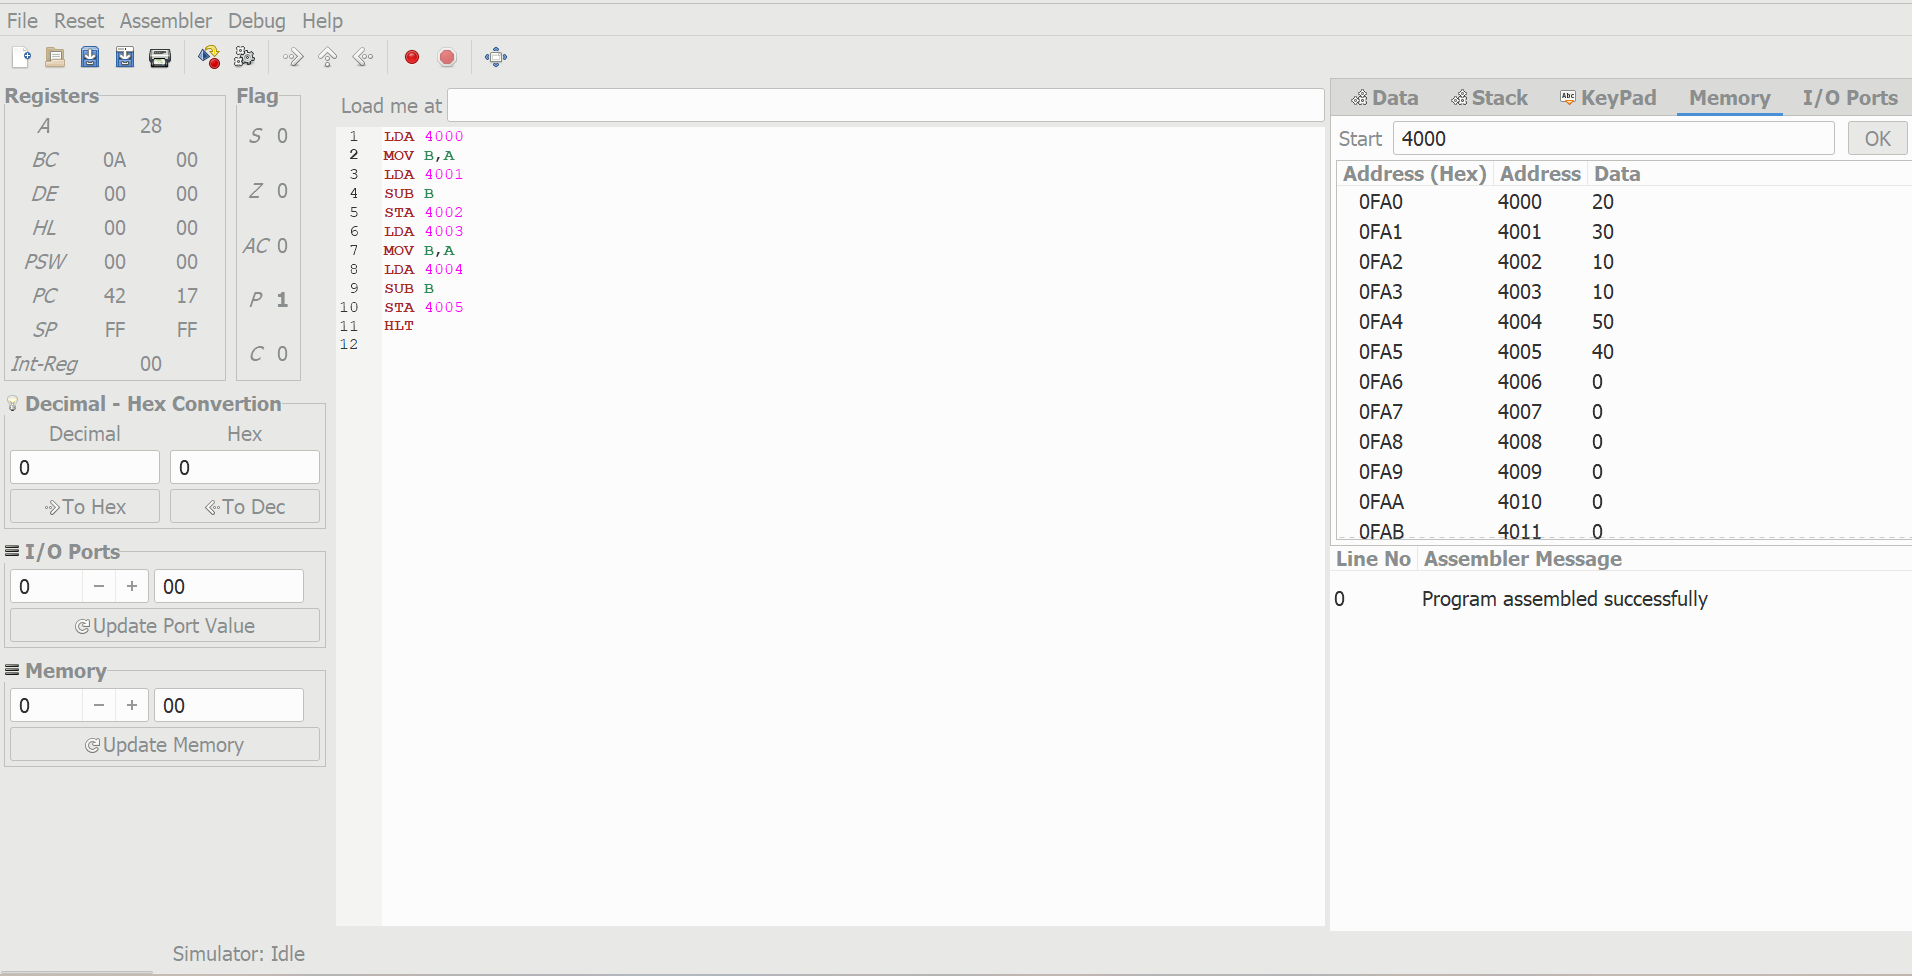 File Reset Assembler Debug Help
Registers
A 28
BC 0A 00
DE 00 00
HL 00 00
PSW 00 00
PC 42 17
SP FF FF
Int-Reg 00
Flag
S 0
Z 0
AC 0
P 1
C 0
Decimal - Hex Convertion
Decimal Hex
0 0
To Hex To Dec
I/O Ports
0 − + 00
Update Port Value
Memory
0 − + 00
Update Memory
Load me at
1 LDA 4000
2 MOV B,A
3 LDA 4001
4 SUB B
5 STA 4002
6 LDA 4003
7 MOV B,A
8 LDA 4004
9 SUB B
10 STA 4005
11 HLT
12
Data Stack Abc KeyPad Memory I/O Ports
Start 4000 OK
Address (Hex) Address Data
0FA0 4000 20
0FA1 4001 30
0FA2 4002 10
0FA3 4003 10
0FA4 4004 50
0FA5 4005 40
0FA6 4006 0
0FA7 4007 0
0FA8 4008 0
0FA9 4009 0
0FAA 4010 0
0FAB 4011 0
Line No Assembler Message
0 Program assembled successfully
Simulator: Idle